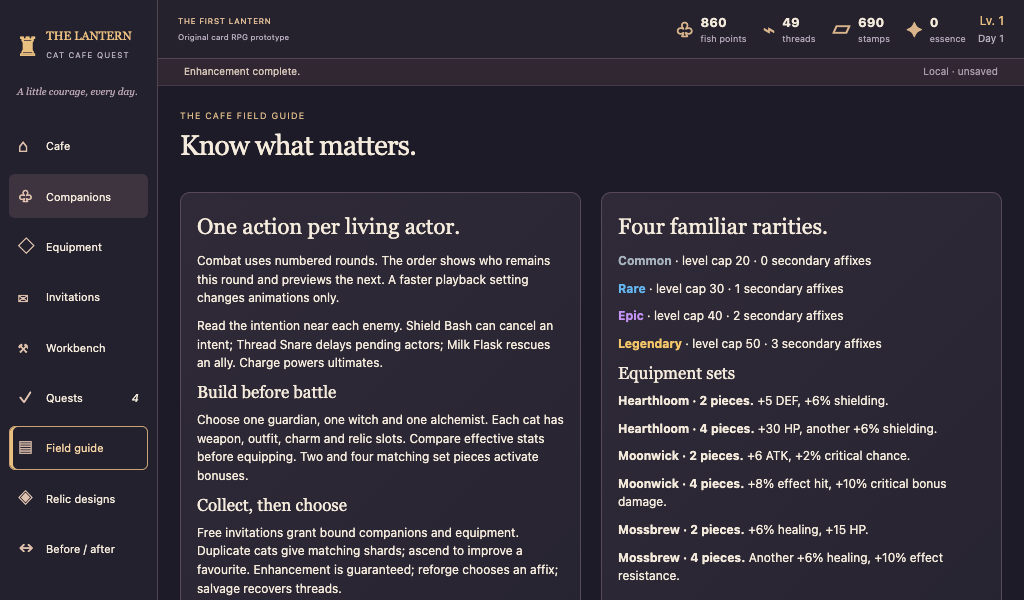 THE LANTERN
CAT CAFE QUEST
A little courage, every day.
Cafe
Companions
Equipment
Invitations
Workbench
Quests 4
Field guide
Relic designs
Before / after
THE FIRST LANTERN
Original card RPG prototype
860
fish points
49
threads
690
stamps
0
essence
Lv. 1
Day 1
Enhancement complete.
Local · unsaved
THE CAFE FIELD GUIDE
Know what matters.
One action per living actor.
Combat uses numbered rounds. The order shows who remains
this round and previews the next. A faster playback setting
changes animations only.
Read the intention near each enemy. Shield Bash can cancel an
intent; Thread Snare delays pending actors; Milk Flask rescues
an ally. Charge powers ultimates.
Build before battle
Choose one guardian, one witch and one alchemist. Each cat has
weapon, outfit, charm and relic slots. Compare effective stats
before equipping. Two and four matching set pieces activate
bonuses.
Collect, then choose
Free invitations grant bound companions and equipment.
Duplicate cats give matching shards; ascend to improve a
favourite. Enhancement is guaranteed; reforge chooses an affix;
salvage recovers threads.
Four familiar rarities.
Common · level cap 20 · 0 secondary affixes
Rare · level cap 30 · 1 secondary affixes
Epic · level cap 40 · 2 secondary affixes
Legendary · level cap 50 · 3 secondary affixes
Equipment sets
Hearthloom · 2 pieces. +5 DEF, +6% shielding.
Hearthloom · 4 pieces. +30 HP, another +6% shielding.
Moonwick · 2 pieces. +6 ATK, +2% critical chance.
Moonwick · 4 pieces. +8% effect hit, +10% critical bonus
damage.
Mossbrew · 2 pieces. +6% healing, +15 HP.
Mossbrew · 4 pieces. Another +6% healing, +10% effect
resistance.